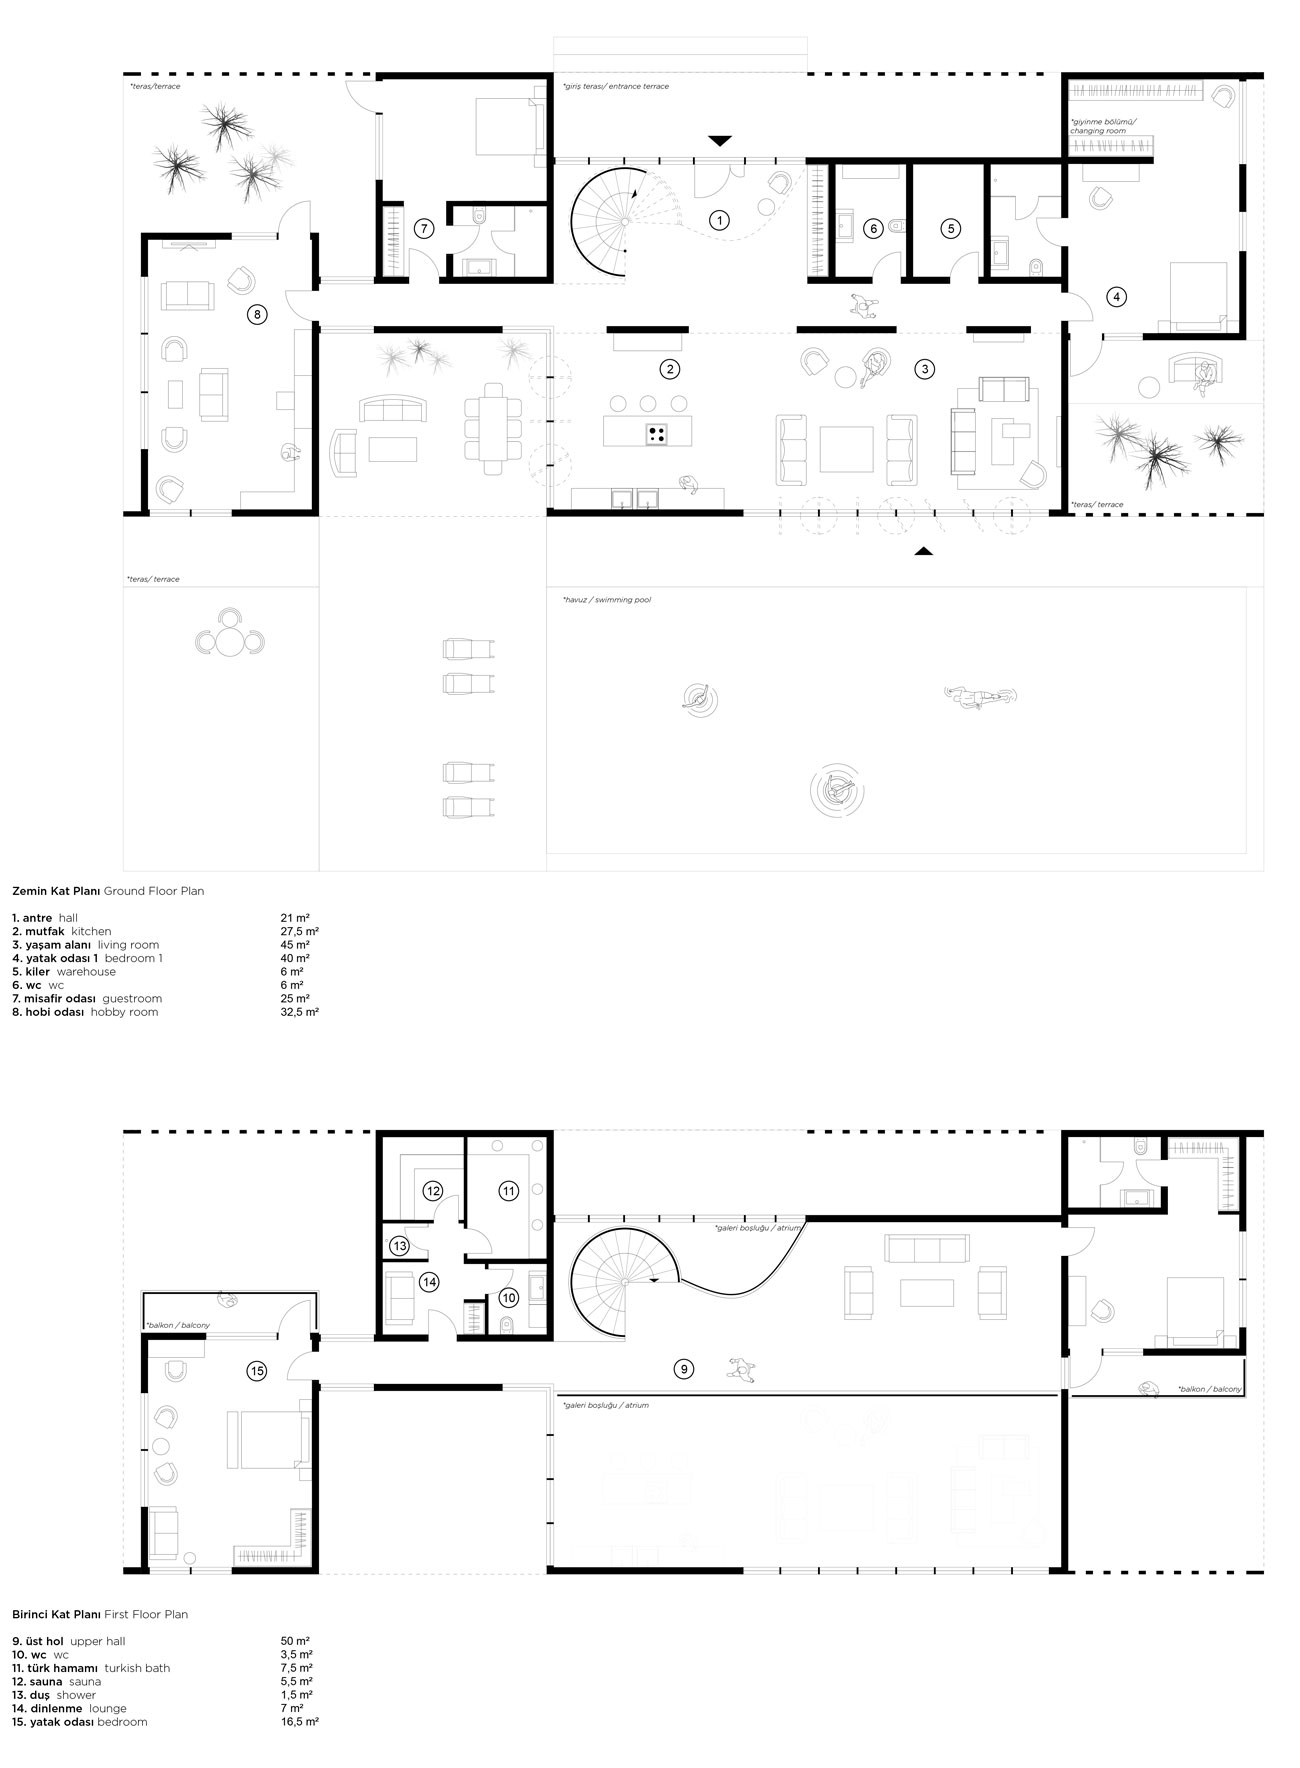 *teras/terrace
*giriş terası/ entrance terrace
*giyinme bölümü/
changing room
1
7
6
5
4
8
2
3
*teras/ terrace
*teras/ terrace
*havuz / swimming pool
Zemin Kat Planı Ground Floor Plan
1. antre hall 21 m²
2. mutfak kitchen 27,5 m²
3. yaşam alanı living room 45 m²
4. yatak odası 1 bedroom 1 40 m²
5. kiler warehouse 6 m²
6. wc wc 6 m²
7. misafir odası guestroom 25 m²
8. hobi odası hobby room 32,5 m²
12
11
*galeri boşluğu / atrium
13
14
10
*balkon / balcony
15
9
*balkon / balcony
*galeri boşluğu / atrium
Birinci Kat Planı First Floor Plan
9. üst hol upper hall 50 m²
10. wc wc 3,5 m²
11. türk hamamı turkish bath 7,5 m²
12. sauna sauna 5,5 m²
13. duş shower 1,5 m²
14. dinlenme lounge 7 m²
15. yatak odası bedroom 16,5 m²